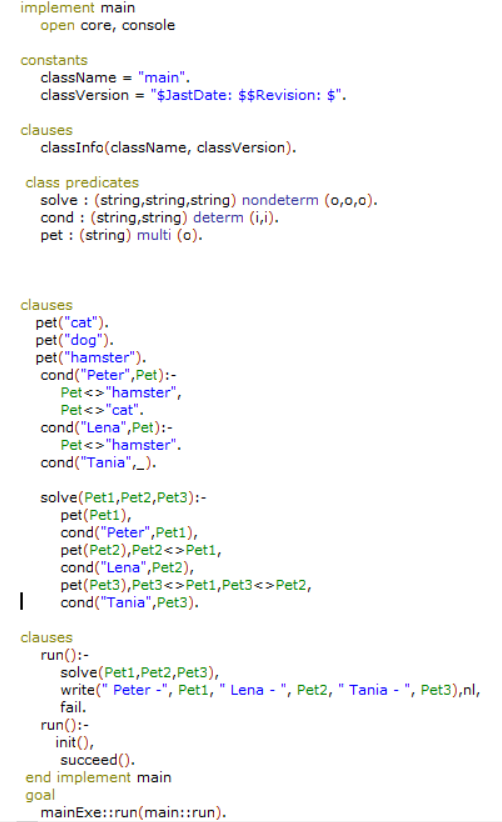 implement main
open core, console
constants
className = "main".
classVersion = "$JastDate: $$Revision: $".
clauses
classInfo(className, classVersion).
class predicates
solve : (string,string,string) nondeterm (o,o,o).
cond : (string,string) determ (i,i).
pet : (string) multi (o).
clauses
pet("cat").
pet("dog").
pet("hamster").
cond("Peter",Pet):-
Pet<>"hamster",
Pet<>"cat".
cond("Lena",Pet):-
Pet<>"hamster".
cond("Tania",_).
solve(Pet1,Pet2,Pet3):-
pet(Pet1),
cond("Peter",Pet1),
pet(Pet2),Pet2<>Pet1,
cond("Lena",Pet2),
pet(Pet3),Pet3<>Pet1,Pet3<>Pet2,
cond("Tania",Pet3).
clauses
run():-
solve(Pet1,Pet2,Pet3),
write(" Peter -", Pet1, " Lena - ", Pet2, " Tania - ", Pet3),nl,
fail.
run():-
init(),
succeed().
end implement main
goal
mainExe::run(main::run).